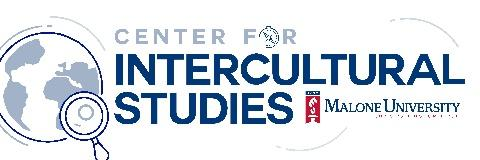 CENTER FOR
INTERCULTURAL
STUDIES
MALONE UNIVERSITY